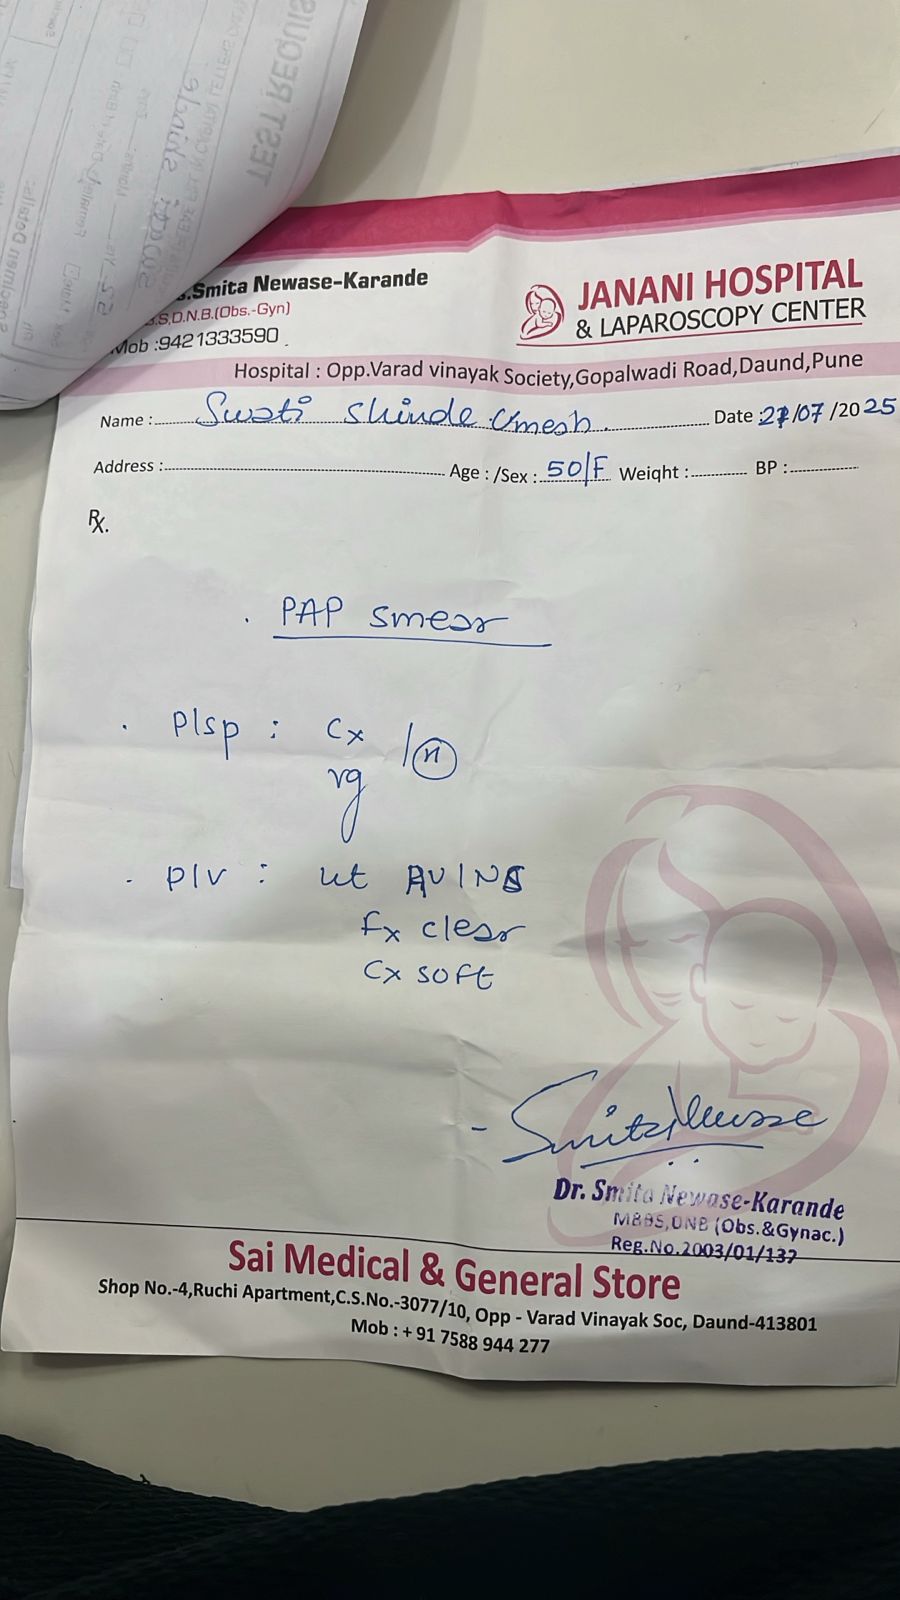 TEST REQUIS
.Smita Newase-Karande
S,D.N.B.(Obs.-Gyn)
Mob :9421333590 .
JANANI HOSPITAL
& LAPAROSCOPY CENTER
Hospital : Opp.Varad vinayak Society,Gopalwadi Road,Daund,Pune
Name : Swati Shinde Umesh. Date :27/07/2025
Address : Age : /Sex : 50/F Weight : BP :
Rx.
. PAP smear
. P/sp : Cx / (n)
vg
. P/V : ut AV/NS
Fx clear
Cx soft
Dr. Smita Newase-Karande
MBBS,DNB (Obs.&Gynac.)
Reg.No.2003/01/137
Sai Medical & General Store
Shop No.-4,Ruchi Apartment,C.S.No.-3077/10, Opp - Varad Vinayak Soc, Daund-413801
Mob : + 91 7588 944 277